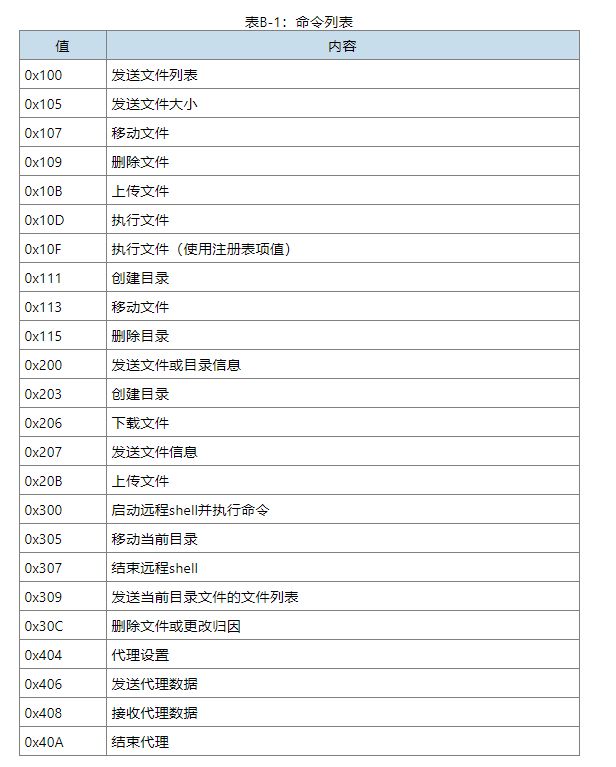 表B-1：命令列表
值 内容
0x100 发送文件列表
0x105 发送文件大小
0x107 移动文件
0x109 删除文件
0x10B 上传文件
0x10D 执行文件
0x10F 执行文件（使用注册表项值）
0x111 创建目录
0x113 移动文件
0x115 删除目录
0x200 发送文件或目录信息
0x203 创建目录
0x206 下载文件
0x207 发送文件信息
0x20B 上传文件
0x300 启动远程shell并执行命令
0x305 移动当前目录
0x307 结束远程shell
0x309 发送当前目录文件的文件列表
0x30C 删除文件或更改归因
0x404 代理设置
0x406 发送代理数据
0x408 接收代理数据
0x40A 结束代理